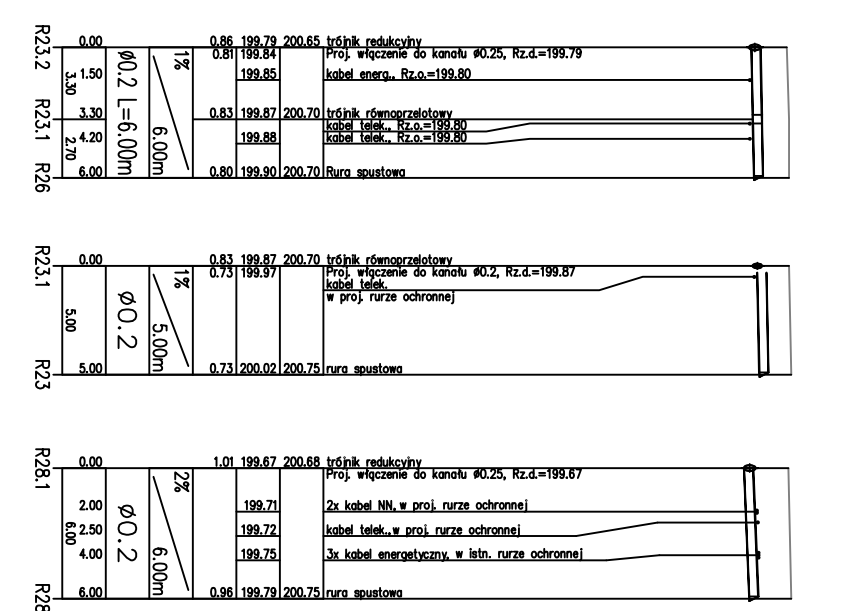 R23.2
0.00 0.86 199.79 200.65 trójnik redukcyjny
0.81 199.84 Proj. włączenie do kanału ø0.25, Rz.d.=199.79
3.30
1.50 199.85 kabel energ., Rz.o.=199.80
ø0.2 L=6.00m
1%
6.00m
R23.1
3.30 0.83 199.87 200.70 trójnik równoprzelotowy
kabel telek., Rz.o.=199.80
2.70
4.20 199.88 kabel telek., Rz.o.=199.80
R26
6.00 0.80 199.90 200.70 Rura spustowa
R23.1
0.00 0.83 199.87 200.70 trójnik równoprzelotowy
0.73 199.97 Proj. włączenie do kanału ø0.2, Rz.d.=199.87
kabel telek.
w proj. rurze ochronnej
5.00
ø0.2
1%
5.00m
R23
5.00 0.73 200.02 200.75 rura spustowa
R28.1
0.00 1.01 199.67 200.68 trójnik redukcyjny
Proj. włączenie do kanału ø0.25, Rz.d.=199.67
2.00 199.71 2x kabel NN, w proj. rurze ochronnej
6.00
2.50 199.72 kabel telek.,w proj. rurze ochronnej
4.00 199.75 3x kabel energetyczny, w istn. rurze ochronnej
ø0.2
2%
6.00m
R28
6.00 0.96 199.79 200.75 rura spustowa